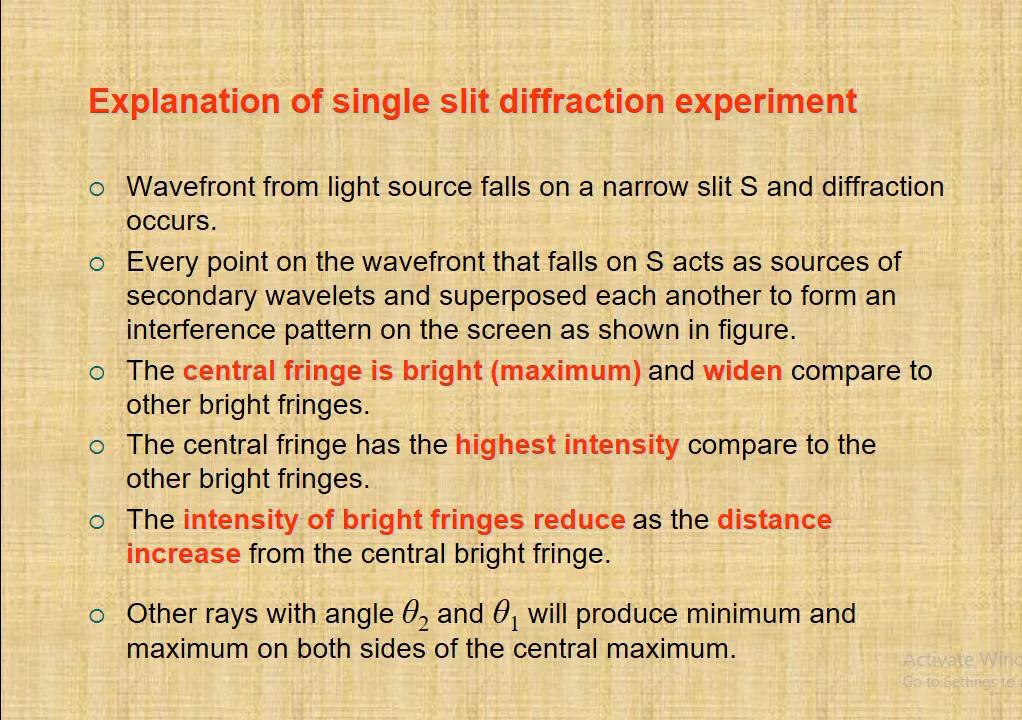 Explanation of single slit diffraction experiment
Wavefront from light source falls on a narrow slit S and diffraction
occurs.
Every point on the wavefront that falls on S acts as sources of
secondary wavelets and superposed each another to form an
interference pattern on the screen as shown in figure.
The central fringe is bright (maximum) and widen compare to
other bright fringes.
The central fringe has the highest intensity compare to the
other bright fringes.
The intensity of bright fringes reduce as the distance
increase from the central bright fringe.
Other rays with angle θ₂ and θ₁ will produce minimum and
maximum on both sides of the central maximum.
Activate
Go to Settings to